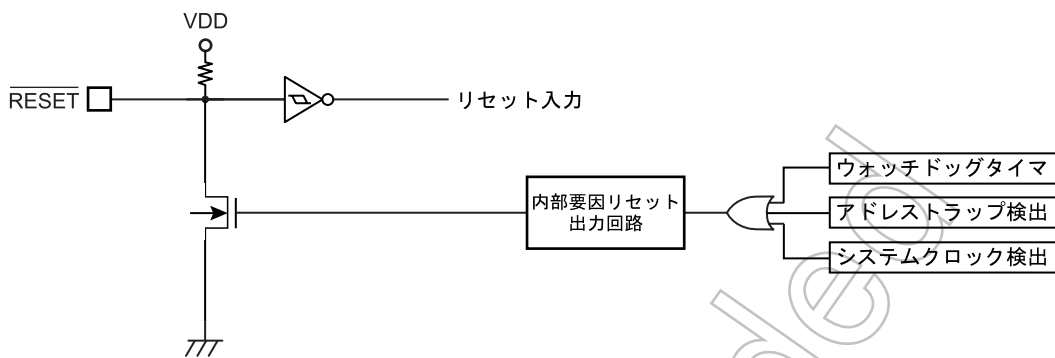 VDD
RESET
リセット入力
ウォッチドッグタイマ
内部要因リセット
出力回路
アドレストラップ検出
システムクロック検出
ded